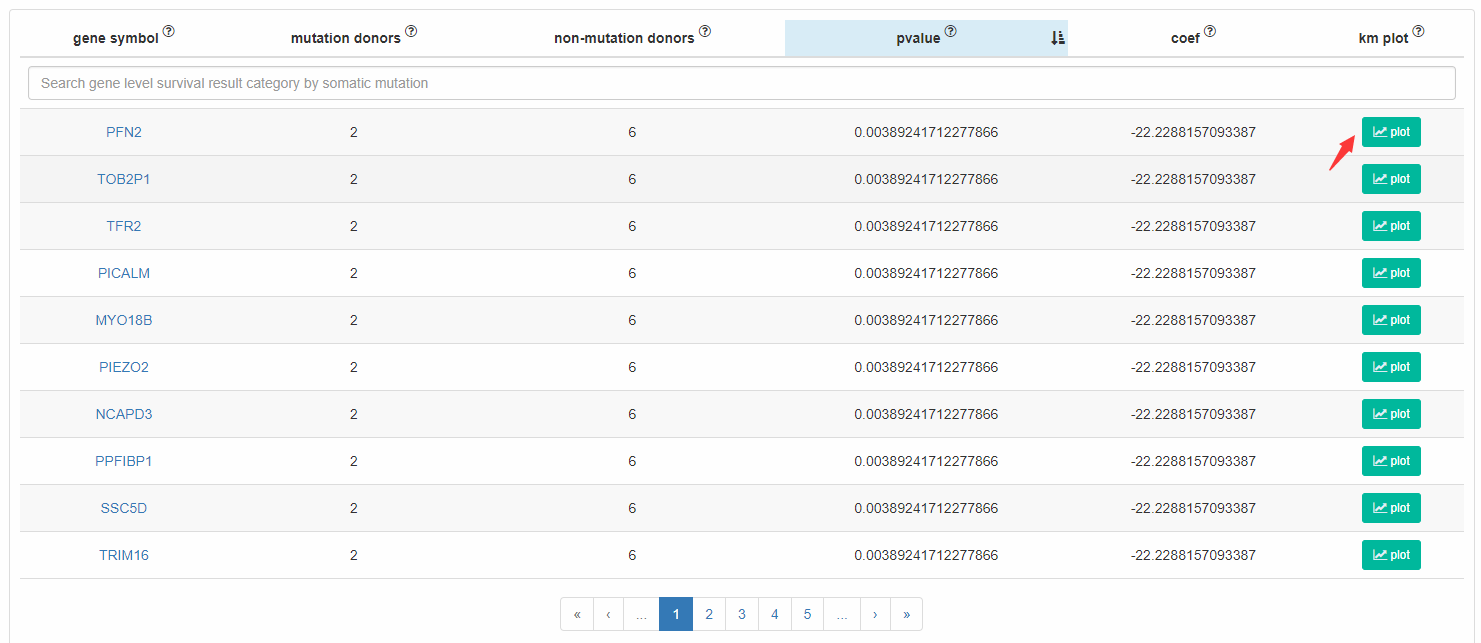 gene symbol ? mutation donors ? non-mutation donors ? pvalue ? coef ? km plot ?
Search gene level survival result category by somatic mutation
PFN2 2 6 0.00389241712277866 -22.2288157093387 plot
TOB2P1 2 6 0.00389241712277866 -22.2288157093387 plot
TFR2 2 6 0.00389241712277866 -22.2288157093387 plot
PICALM 2 6 0.00389241712277866 -22.2288157093387 plot
MYO18B 2 6 0.00389241712277866 -22.2288157093387 plot
PIEZO2 2 6 0.00389241712277866 -22.2288157093387 plot
NCAPD3 2 6 0.00389241712277866 -22.2288157093387 plot
PPFIBP1 2 6 0.00389241712277866 -22.2288157093387 plot
SSC5D 2 6 0.00389241712277866 -22.2288157093387 plot
TRIM16 2 6 0.00389241712277866 -22.2288157093387 plot
« ‹ ... 1 2 3 4 5 ... › »